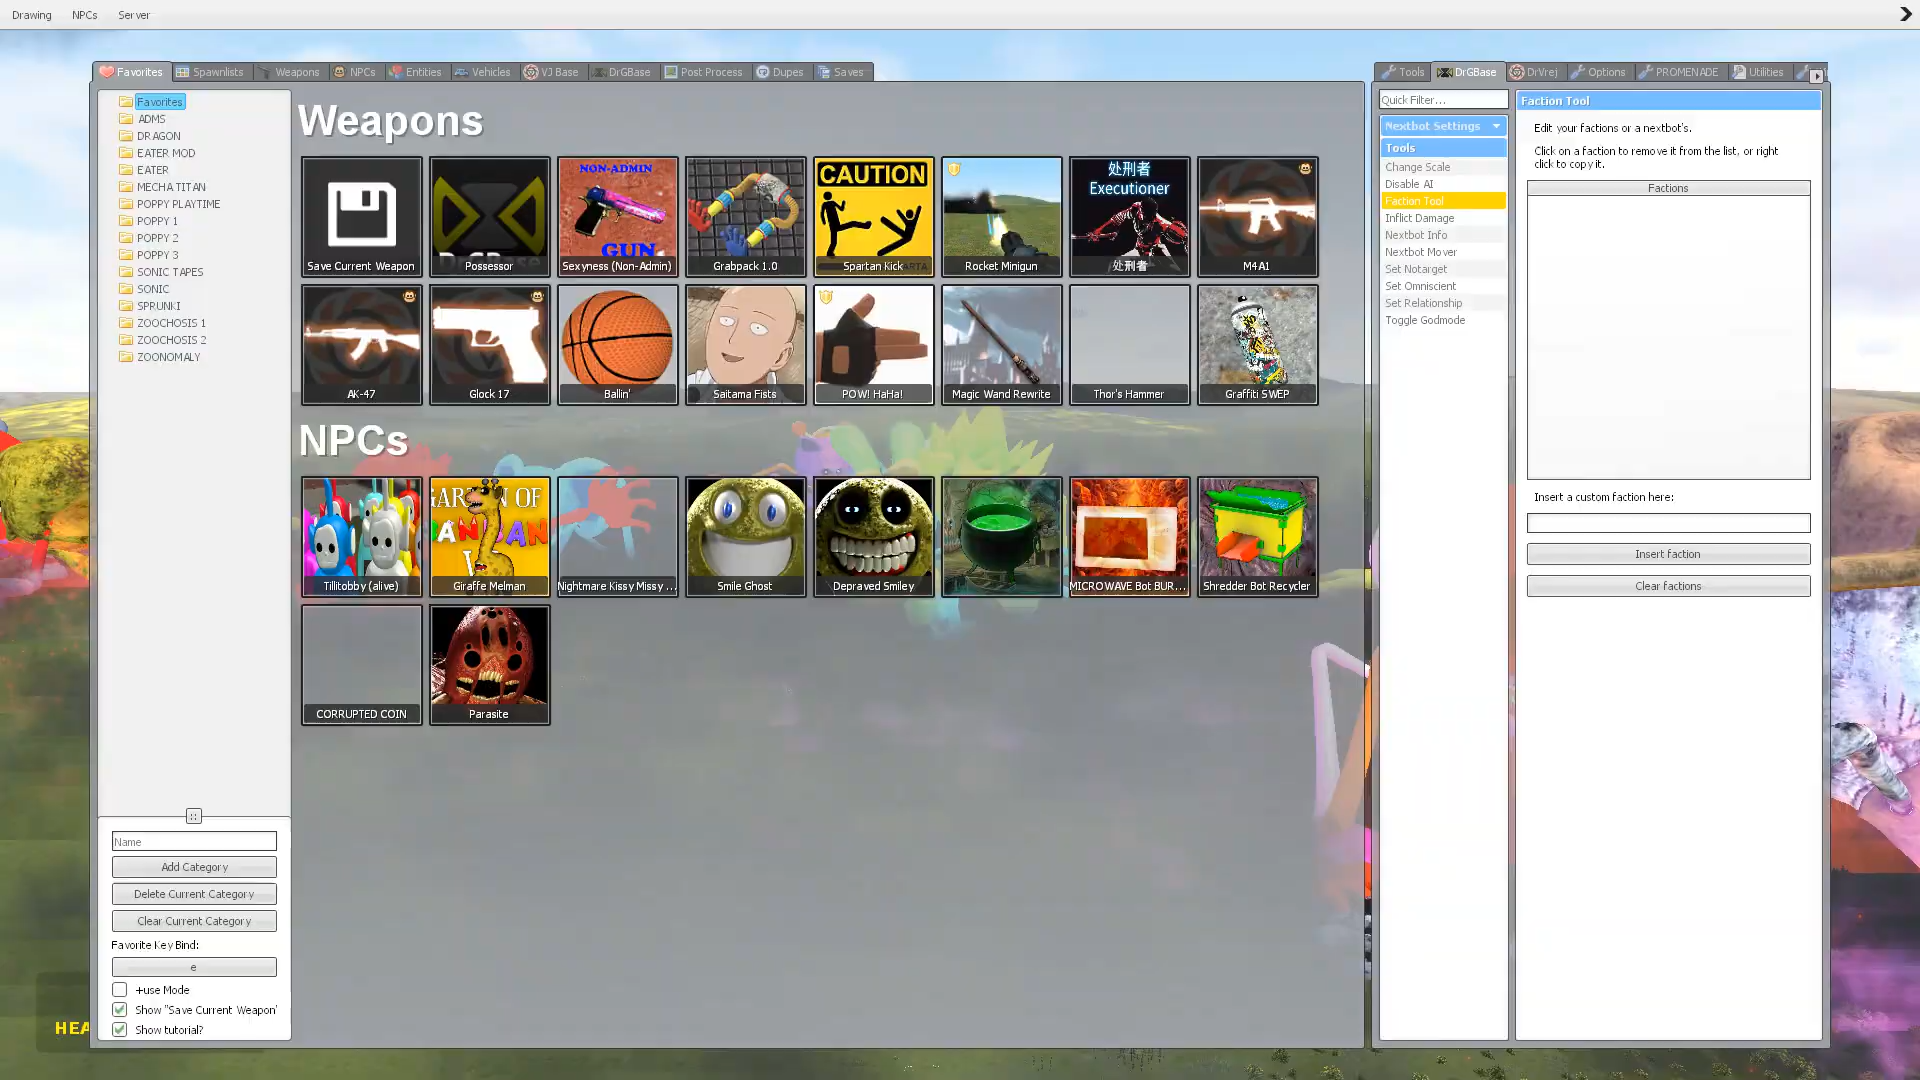 Drawing NPCs Server
Favorites Spawnlists Weapons NPCs Entities Vehicles VJ Base DrGBase Post Process Dupes Saves
Tools DrGBase DrVrej Options PROMENADE Utilities
Favorites
ADMS
DRAGON
EATER MOD
EATER
MECHA TITAN
POPPY PLAYTIME
POPPY 1
POPPY 2
POPPY 3
SONIC TAPES
SONIC
SPRUNKI
ZOOCHOSIS 1
ZOOCHOSIS 2
ZOONOMALY
Name
Add Category
Delete Current Category
Clear Current Category
Favorite Key Bind:
e
+use Mode
Show "Save Current Weapon"
Show tutorial?
HEA
Weapons
Save Current Weapon
Possessor
NON-ADMIN
GUN
Sexyness (Non-Admin)
Grabpack 1.0
CAUTION
Spartan Kick
Rocket Minigun
处刑者
Executioner
处刑者
M4A1
AK-47
Glock 17
Ballin'
Saitama Fists
POW! HaHa!
Magic Wand Rewrite
Thor's Hammer
Graffiti SWEP
NPCs
Tillitobby (alive)
Giraffe Melman
Nightmare Kissy Missy ...
Smile Ghost
Depraved Smiley
MICROWAVE Bot BUR...
Shredder Bot Recycler
CORRUPTED COIN
Parasite
Quick Filter...
Nextbot Settings
Tools
Change Scale
Disable AI
Faction Tool
Inflict Damage
Nextbot Info
Nextbot Mover
Set Notarget
Set Omniscient
Set Relationship
Toggle Godmode
Faction Tool
Edit your factions or a nextbot's.
Click on a faction to remove it from the list, or right
click to copy it.
Factions
Insert a custom faction here:
Insert faction
Clear factions